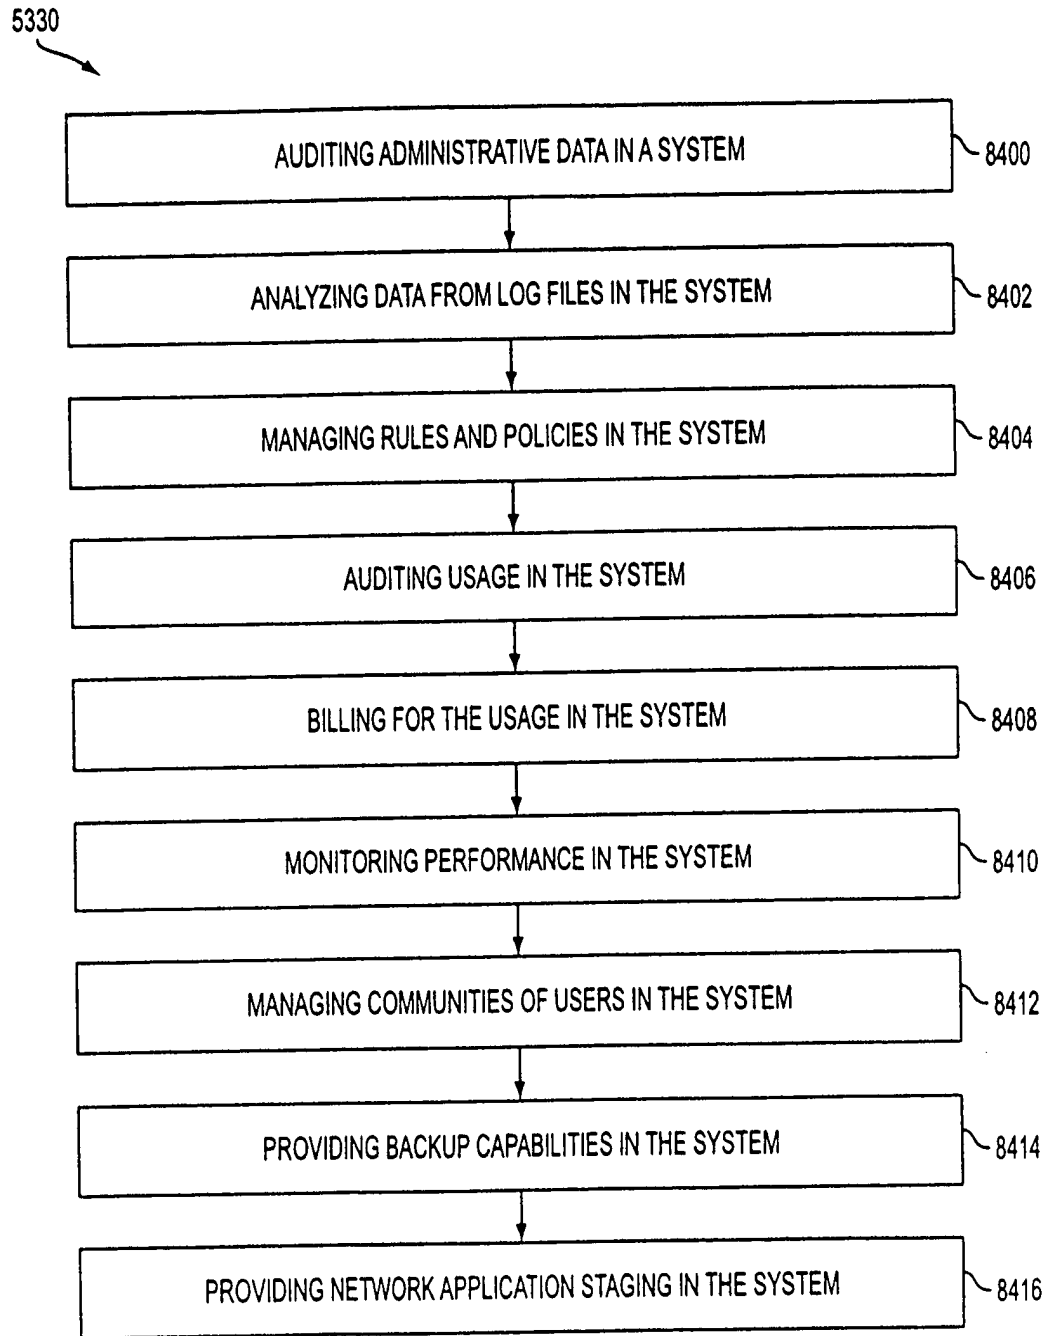 5330
AUDITING ADMINISTRATIVE DATA IN A SYSTEM
8400
ANALYZING DATA FROM LOG FILES IN THE SYSTEM
8402
MANAGING RULES AND POLICIES IN THE SYSTEM
8404
AUDITING USAGE IN THE SYSTEM
8406
BILLING FOR THE USAGE IN THE SYSTEM
8408
MONITORING PERFORMANCE IN THE SYSTEM
8410
MANAGING COMMUNITIES OF USERS IN THE SYSTEM
8412
PROVIDING BACKUP CAPABILITIES IN THE SYSTEM
8414
PROVIDING NETWORK APPLICATION STAGING IN THE SYSTEM
8416